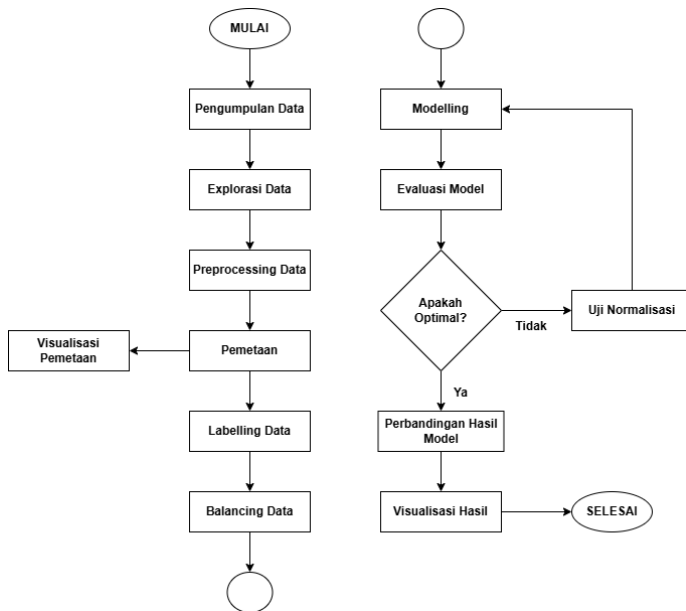 MULAI
Pengumpulan Data
Explorasi Data
Preprocessing Data
Pemetaan
Visualisasi
Pemetaan
Labelling Data
Balancing Data
Modelling
Evaluasi Model
Apakah
Optimal?
Tidak
Uji Normalisasi
Ya
Perbandingan Hasil
Model
Visualisasi Hasil
SELESAI